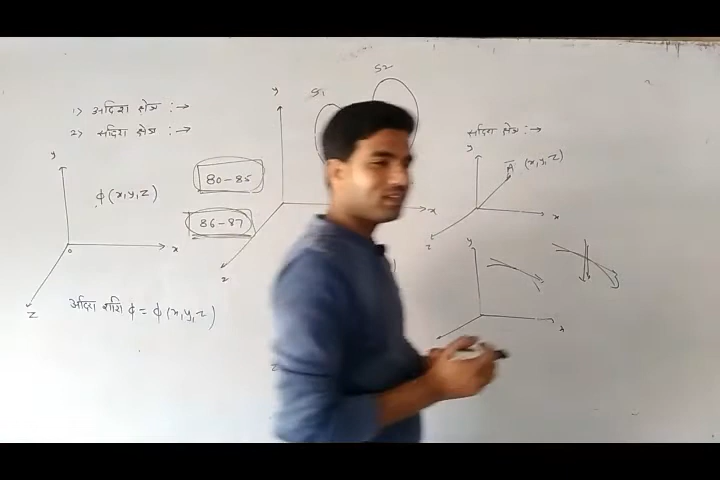 1) अदिश क्षेत्र :→
2) सदिश क्षेत्र :→
y
φ (x,y,z)
o
x
z
अदिश राशि φ = φ (x,y,z)
80-85
86-87
y
S1
S2
x
z
सदिश क्षेत्र :→
y
A (x,y,z)
x
z
y
x